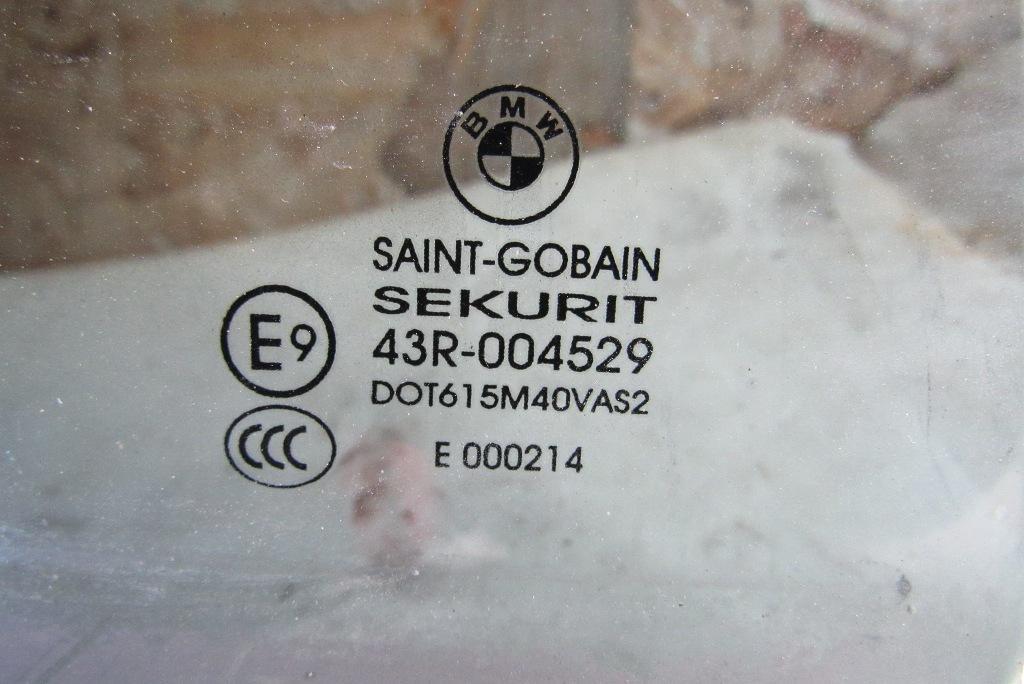 BMW
SAINT-GOBAIN
SEKURIT
E9 43R-004529
DOT615M40VAS2
CCC E 000214